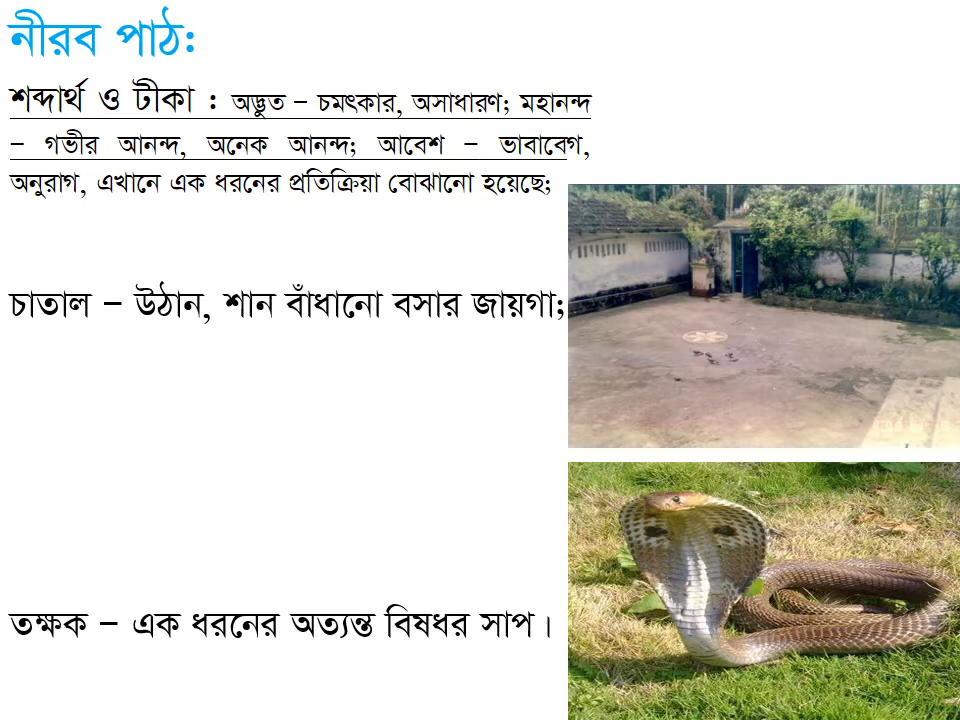 নীরব পাঠ:
শব্দার্থ ও টীকা : অদ্ভুত – চমৎকার, অসাধারণ; মহানন্দ
– গভীর আনন্দ, অনেক আনন্দ; আবেশ – ভাবাবেগ,
অনুরাগ, এখানে এক ধরনের প্রতিক্রিয়া বোঝানো হয়েছে;
চাতাল – উঠান, শান বাঁধানো বসার জায়গা;
তক্ষক – এক ধরনের অত্যন্ত বিষধর সাপ।